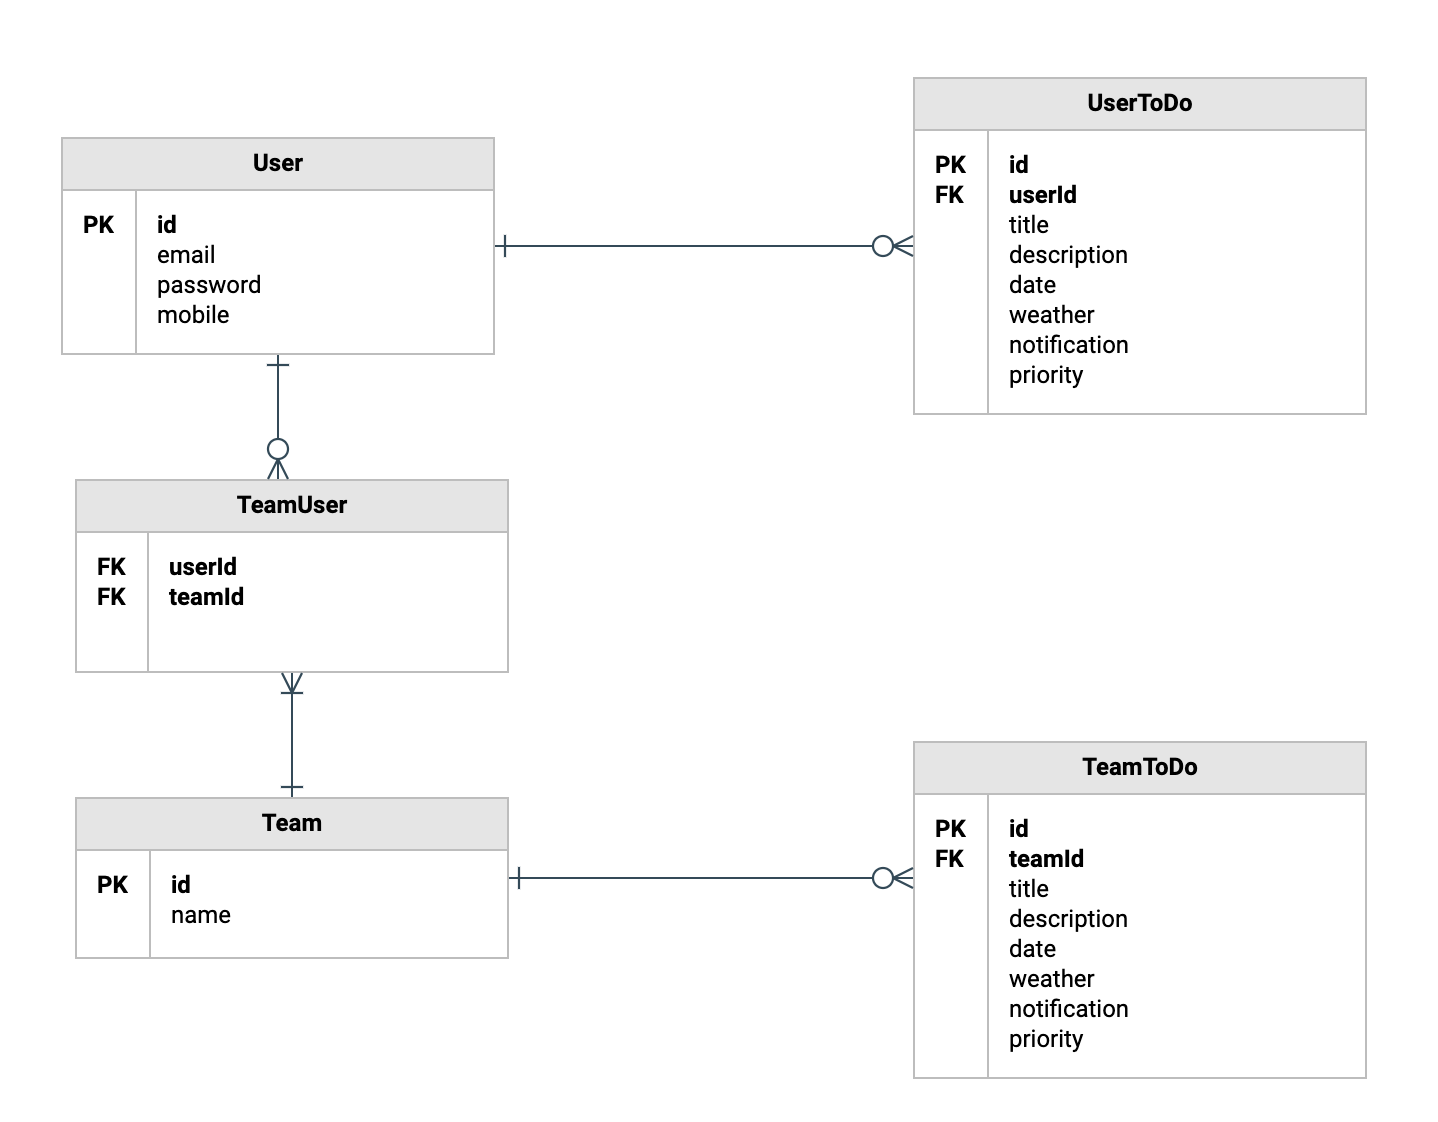 User
PK id
email
password
mobile
UserToDo
PK id
FK userId
title
description
date
weather
notification
priority
TeamUser
FK userId
FK teamId
Team
PK id
name
TeamToDo
PK id
FK teamId
title
description
date
weather
notification
priority